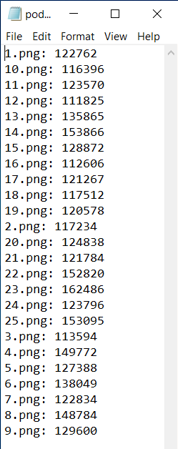 pod...
File Edit Format View Help
1.png: 122762
10.png: 116396
11.png: 123570
12.png: 111825
13.png: 135865
14.png: 153866
15.png: 128872
16.png: 112606
17.png: 121267
18.png: 117512
19.png: 120578
2.png: 117234
20.png: 124838
21.png: 121784
22.png: 152820
23.png: 162486
24.png: 123796
25.png: 153095
3.png: 113594
4.png: 149772
5.png: 127388
6.png: 138049
7.png: 122834
8.png: 148784
9.png: 129600